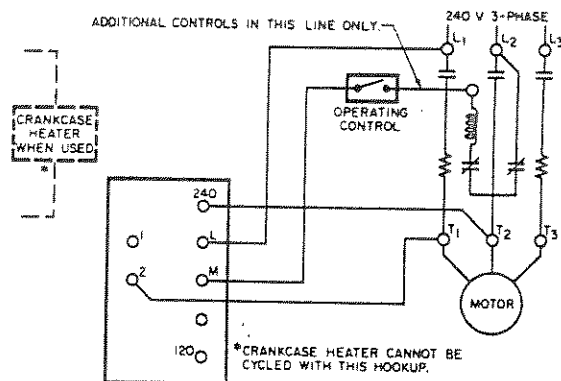 240 V 3-PHASE
ADDITIONAL CONTROLS IN THIS LINE ONLY.
L1 L2 L3
OPERATING
CONTROL
CRANKCASE
HEATER
WHEN USED
*
240
1
L
T1 T2 T3
2
M
MOTOR
120
*CRANKCASE HEATER CANNOT BE
CYCLED WITH THIS HOOKUP.